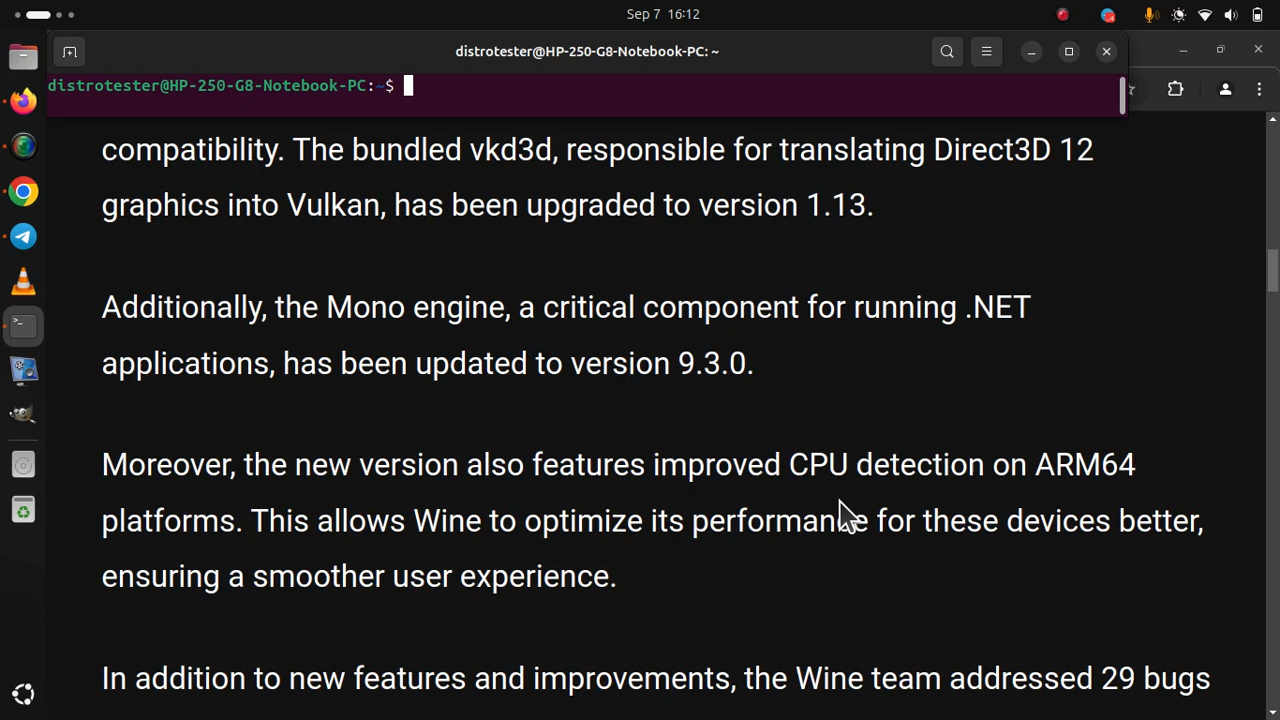 Sep 7 16:12
distrotester@HP-250-G8-Notebook-PC: ~
distrotester@HP-250-G8-Notebook-PC:~$
compatibility. The bundled vkd3d, responsible for translating Direct3D 12
graphics into Vulkan, has been upgraded to version 1.13.
Additionally, the Mono engine, a critical component for running .NET
applications, has been updated to version 9.3.0.
Moreover, the new version also features improved CPU detection on ARM64
platforms. This allows Wine to optimize its performance for these devices better,
ensuring a smoother user experience.
In addition to new features and improvements, the Wine team addressed 29 bugs